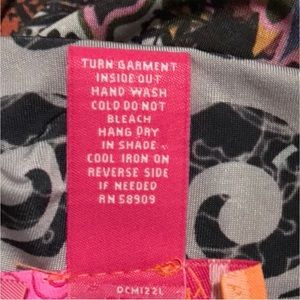 TURN GARMENT
INSIDE OUT
HAND WASH
COLD DO NOT
BLEACH
HANG DRY
IN SHADE
COOL IRON ON
REVERSE SIDE
IF NEEDED
RN 58909
DCM122L